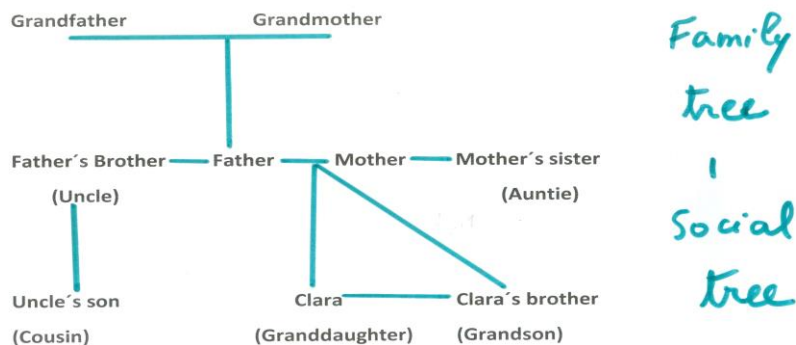 Grandfather Grandmother
Father´s Brother Father Mother Mother´s sister
(Uncle) (Auntie)
Uncle´s son Clara Clara´s brother
(Cousin) (Granddaughter) (Grandson)
Family
tree
-
Social
tree